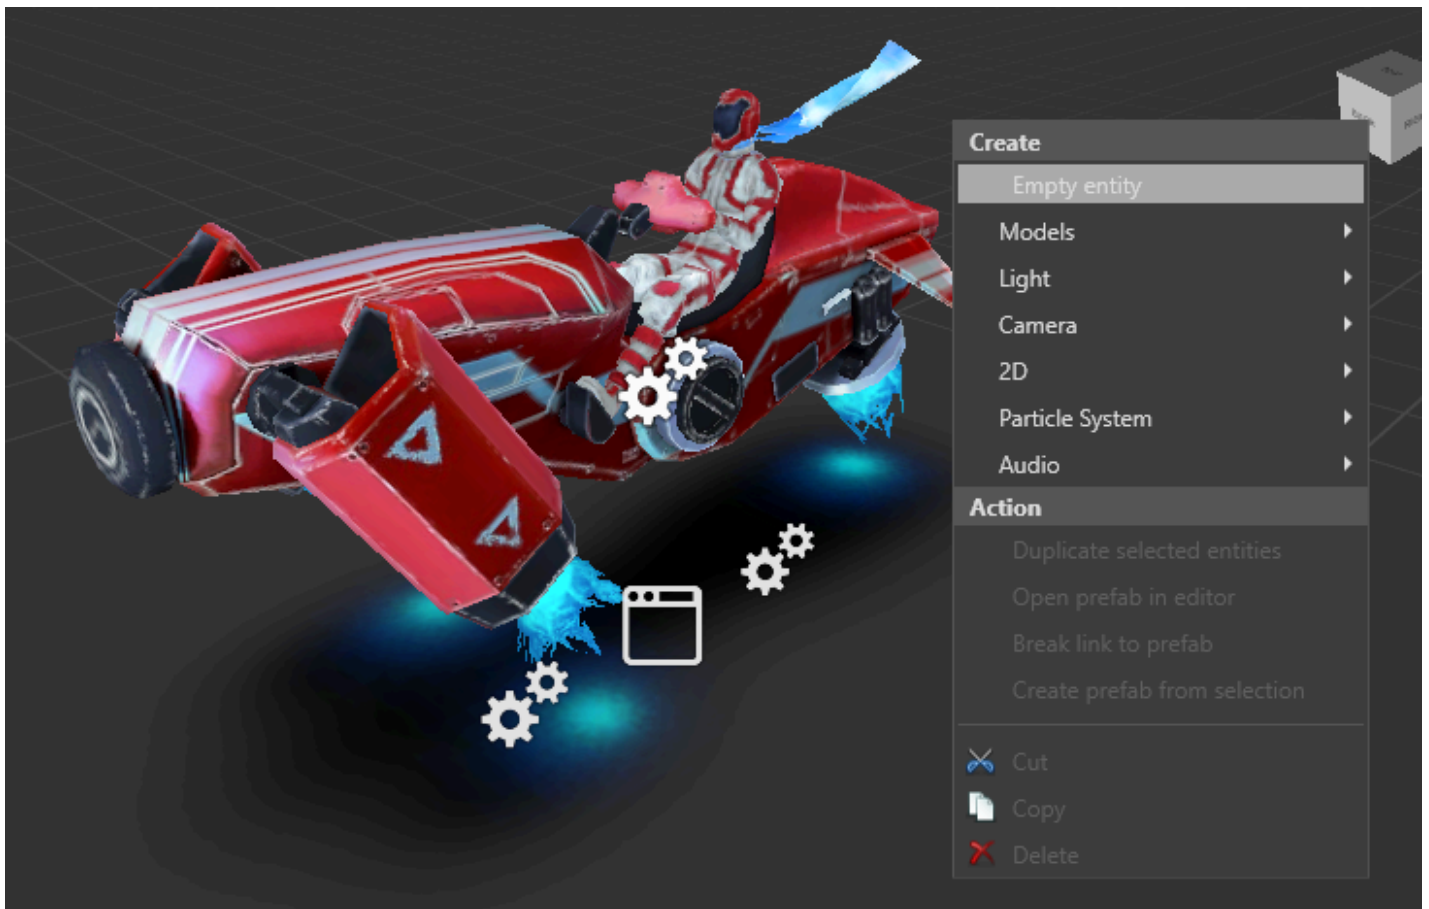 Create
Empty entity
Models
Light
Camera
2D
Particle System
Audio
Action
Duplicate selected entities
Open prefab in editor
Break link to prefab
Create prefab from selection
Cut
Copy
Delete